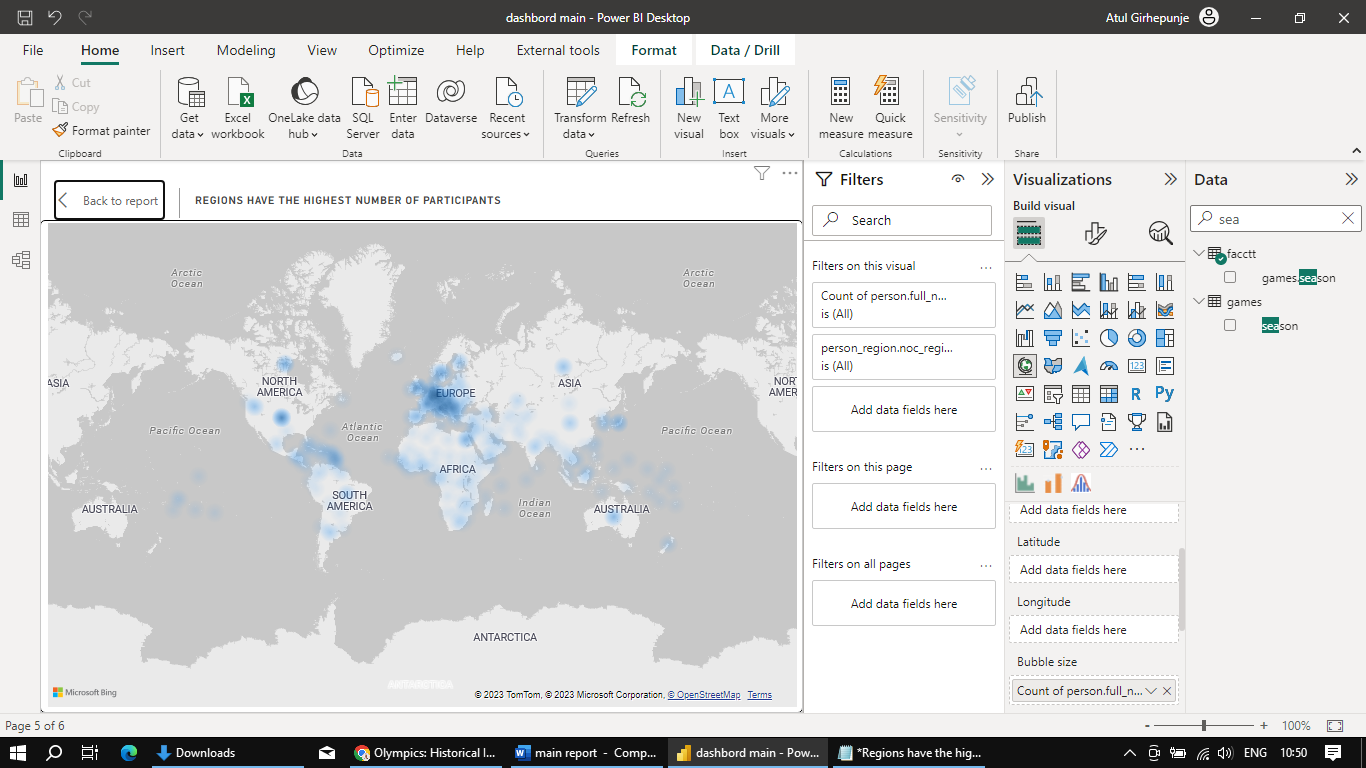 dashbord main - Power BI Desktop
Atul Girhepunje
File Home Insert Modeling View Optimize Help External tools Format Data / Drill
Paste
Cut
Copy
Format painter
Clipboard
Get data
Excel workbook
OneLake data hub
SQL Server
Enter data
Dataverse
Recent sources
Data
Transform data
Refresh
Queries
New visual
Text box
More visuals
Insert
New measure
Quick measure
Calculations
Sensitivity
Sensitivity
Publish
Share
Back to report
REGIONS HAVE THE HIGHEST NUMBER OF PARTICIPANTS
Arctic Ocean
Arctic Ocean
ASIA
NORTH AMERICA
EUROPE
ASIA
NORT
AMER
Pacific Ocean
Atlantic Ocean
Pacific Ocean
AFRICA
SOUTH AMERICA
Indian Ocean
AUSTRALIA
AUSTRALIA
ANTARCTICA
ANTARCTICA
Microsoft Bing
© 2023 TomTom, © 2023 Microsoft Corporation, © OpenStreetMap Terms
Filters
Search
Filters on this visual ...
Count of person.full_n...
is (All)
person_region.noc_regi...
is (All)
Add data fields here
Filters on this page ...
Add data fields here
Filters on all pages ...
Add data fields here
Visualizations
Build visual
R Py
123
123
Add data fields here
Latitude
Add data fields here
Longitude
Add data fields here
Bubble size
Count of person.full_n...
Data
sea
facctt
games.season
games
season
Page 5 of 6
- + 100%
Downloads
Olympics: Historical I...
main report - Comp...
dashbord main - Pow...
*Regions have the hig...
ENG
10:50